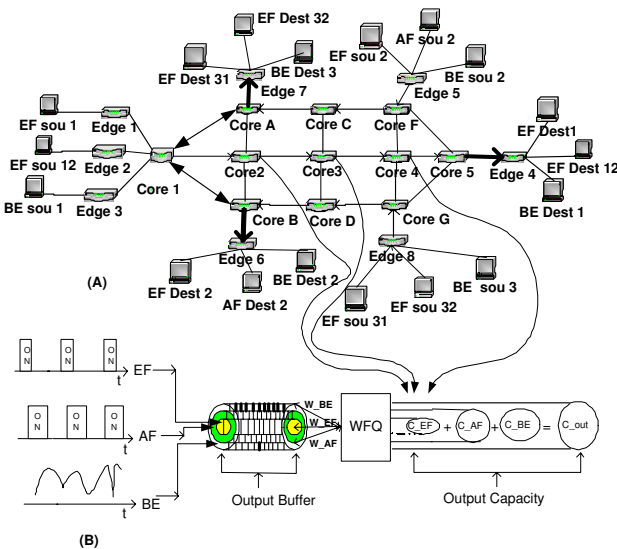 EF Dest 32
AF sou 2
EF Dest 31
BE Dest 3
EF sou 2
BE sou 2
Edge 7
Edge 5
EF sou 1
Edge 1
Core A
Core C
Core F
EF Dest1
EF sou 12
Edge 2
Core 1
Core2
Core3
Core 4
Core 5
Edge 4
EF Dest 12
BE sou 1
Edge 3
BE Dest 1
Core B
Core D
Core G
Edge 6
Edge 8
(A)
EF Dest 2
AF Dest 2
BE Dest 2
EF sou 31
EF sou 32
BE sou 3
ON
ON
ON
t
EF
ON
ON
ON
t
AF
t
BE
W_BE
W_EF
W_AF
WFQ
C_EF + C_AF + C_BE = C_out
Output Buffer
Output Capacity
(B)